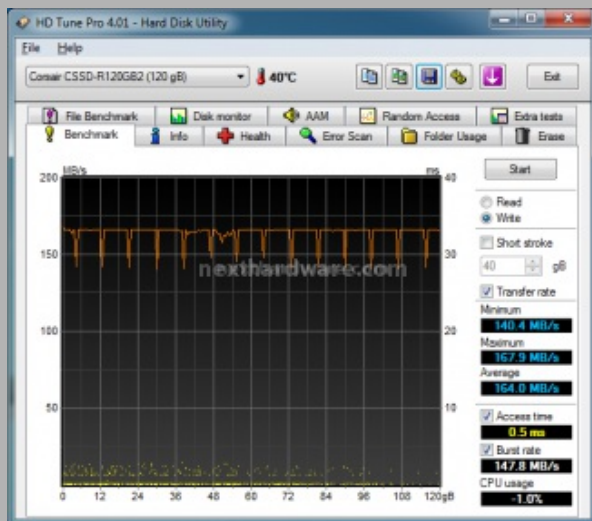 HD Tune Pro 4.01 - Hard Disk Utility
File Help
Corsair CSSD-R120GB2 (120 gB) 40°C Exit
File Benchmark Disk monitor AAM Random Access Extra tests
Benchmark Info Health Error Scan Folder Usage Erase
MB/s ms Start
200 40
Read
Write
150 30 Short stroke
40 gB
nexthardware.com
Transfer rate
Minimum
100 20 140.4 MB/s
Maximum
167.9 MB/s
Average
164.0 MB/s
50 10 Access time
0.5 ms
Burst rate
147.8 MB/s
CPU usage
0 12 24 36 48 60 72 84 96 108 120gB -1.0%